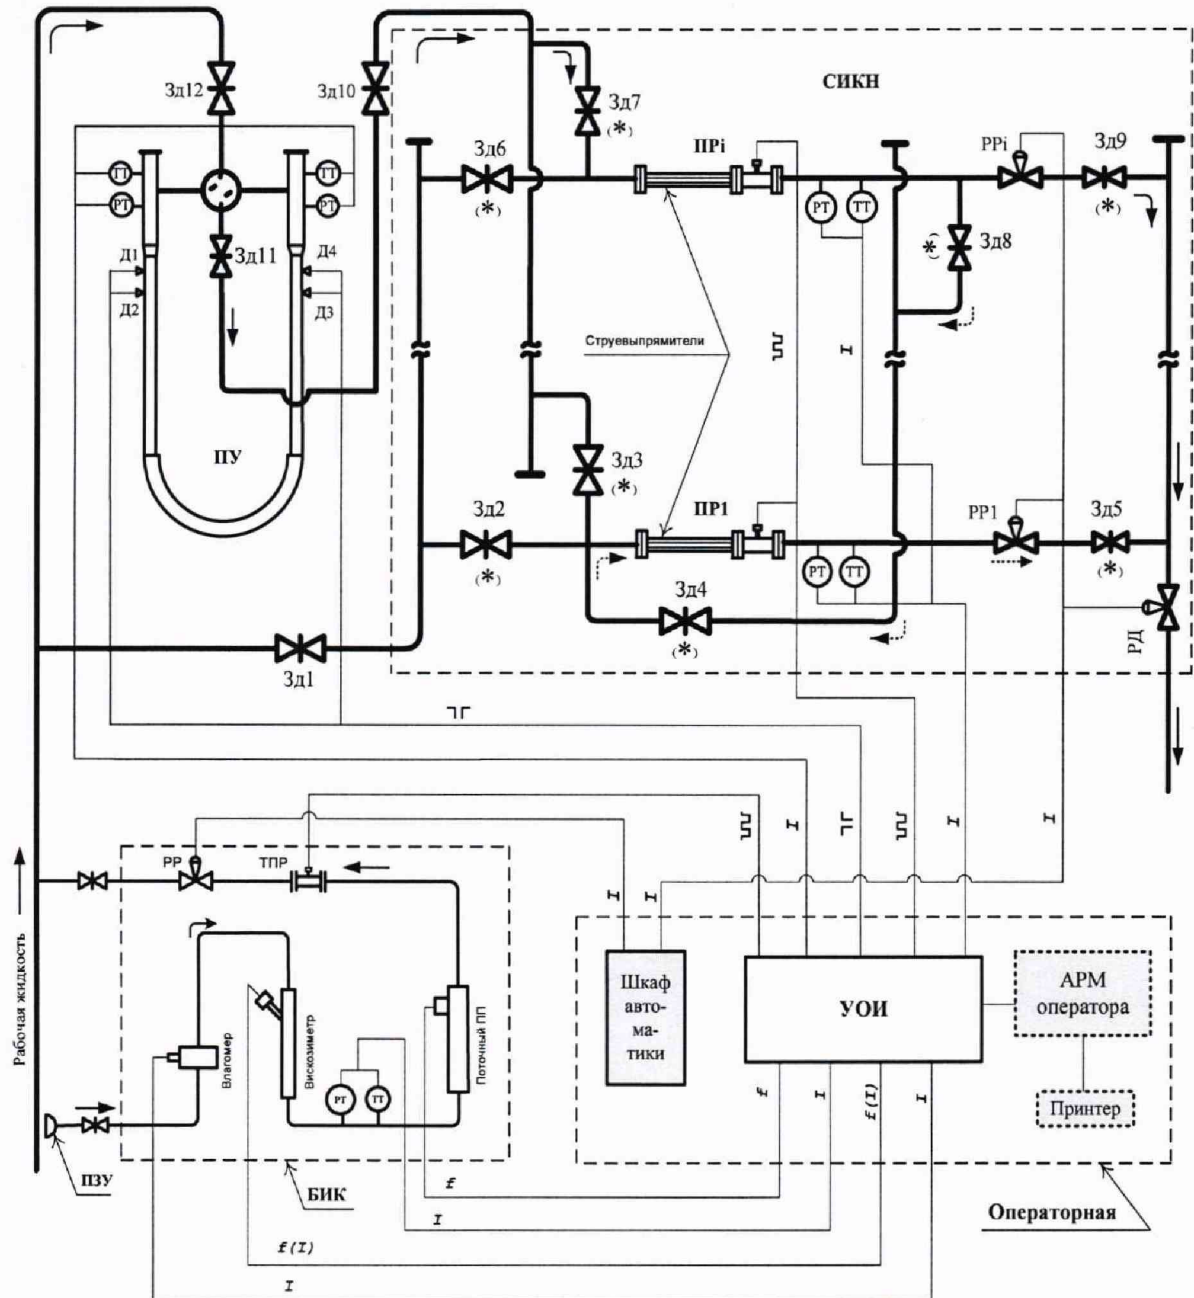 СИКН
Зд12
Зд10
Зд7
(*)
Зд6
(*)
ПРi
РРi
Зд9
(*)
ТТ
ТТ
РТ
РТ
РТ
ТТ
Зд11
Зд8
(*)
Д1
Д4
Д2
Д3
Струевыпрямители
I
ПУ
Зд3
(*)
Зд2
(*)
ПР1
РР1
Зд5
(*)
РТ
ТТ
Зд4
(*)
Зд1
РД
I
I
I
РР
ТПР
I
I
Рабочая жидкость
Шкаф
авто-
ма-
тики
УОИ
АРМ
оператора
Принтер
Влагомер
Вискозиметр
Поточный ПП
РТ
ТТ
f
I
f(I)
I
ПЗУ
БИК
f
I
f(I)
I
Операторная